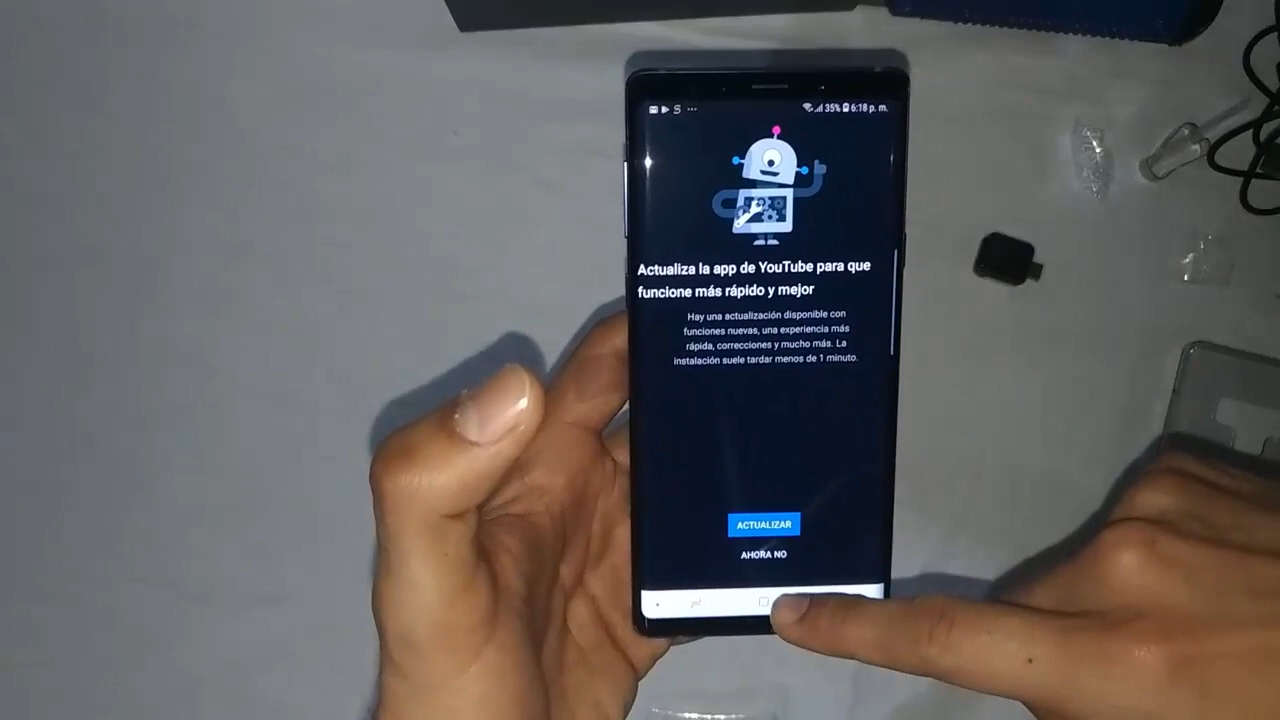 35% 6:18 p. m.
Actualiza la app de YouTube para que
funcione más rápido y mejor
Hay una actualización disponible con
funciones nuevas, una experiencia más
rápida, correcciones y mucho más. La
instalación suele tardar menos de 1 minuto.
ACTUALIZAR
AHORA NO